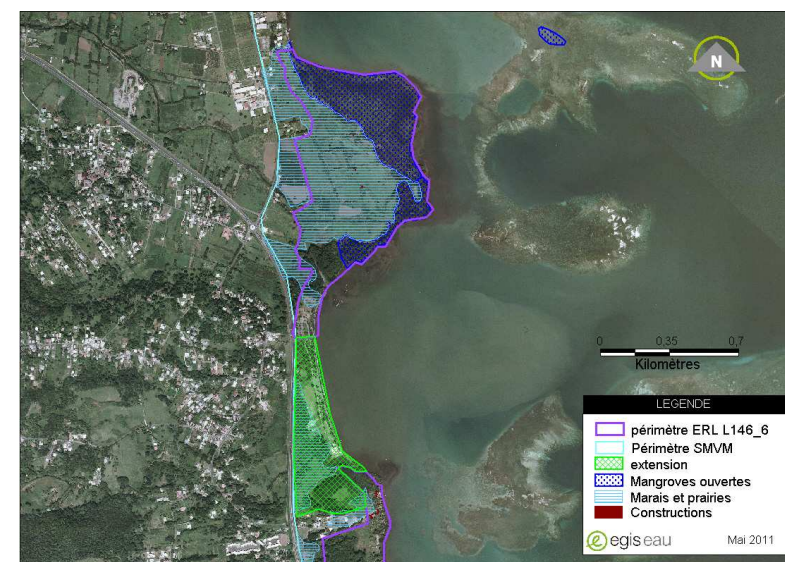 N
0 0,35 0,7
Kilomètres
LEGENDE
périmètre ERL L146_6
Périmètre SMVM
extension
Mangroves ouvertes
Marais et prairies
Constructions
e egis eau Mai 2011